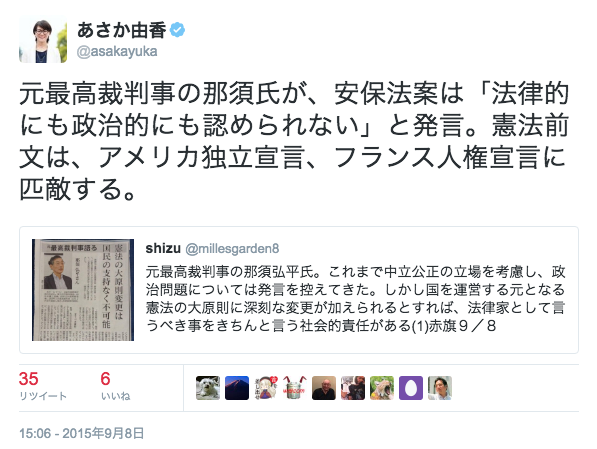 あさか由香
@asakayuka
元最高裁判事の那須氏が、安保法案は「法律的
にも政治的にも認められない」と発言。憲法前
文は、アメリカ独立宣言、フランス人権宣言に
匹敵する。
元最高裁判事語る
憲法の大原則変更は
国民の支持なく不可能
shizu @millesgarden8
元最高裁判事の那須弘平氏。これまで中立公正の立場を考慮し、政
治問題については発言を控えてきた。しかし国を運営する元となる
憲法の大原則に深刻な変更が加えられるとすれば、法律家として言
うべき事をきちんと言う社会的責任がある(1)赤旗９／８
35
リツイート
6
いいね
15:06 - 2015年9月8日